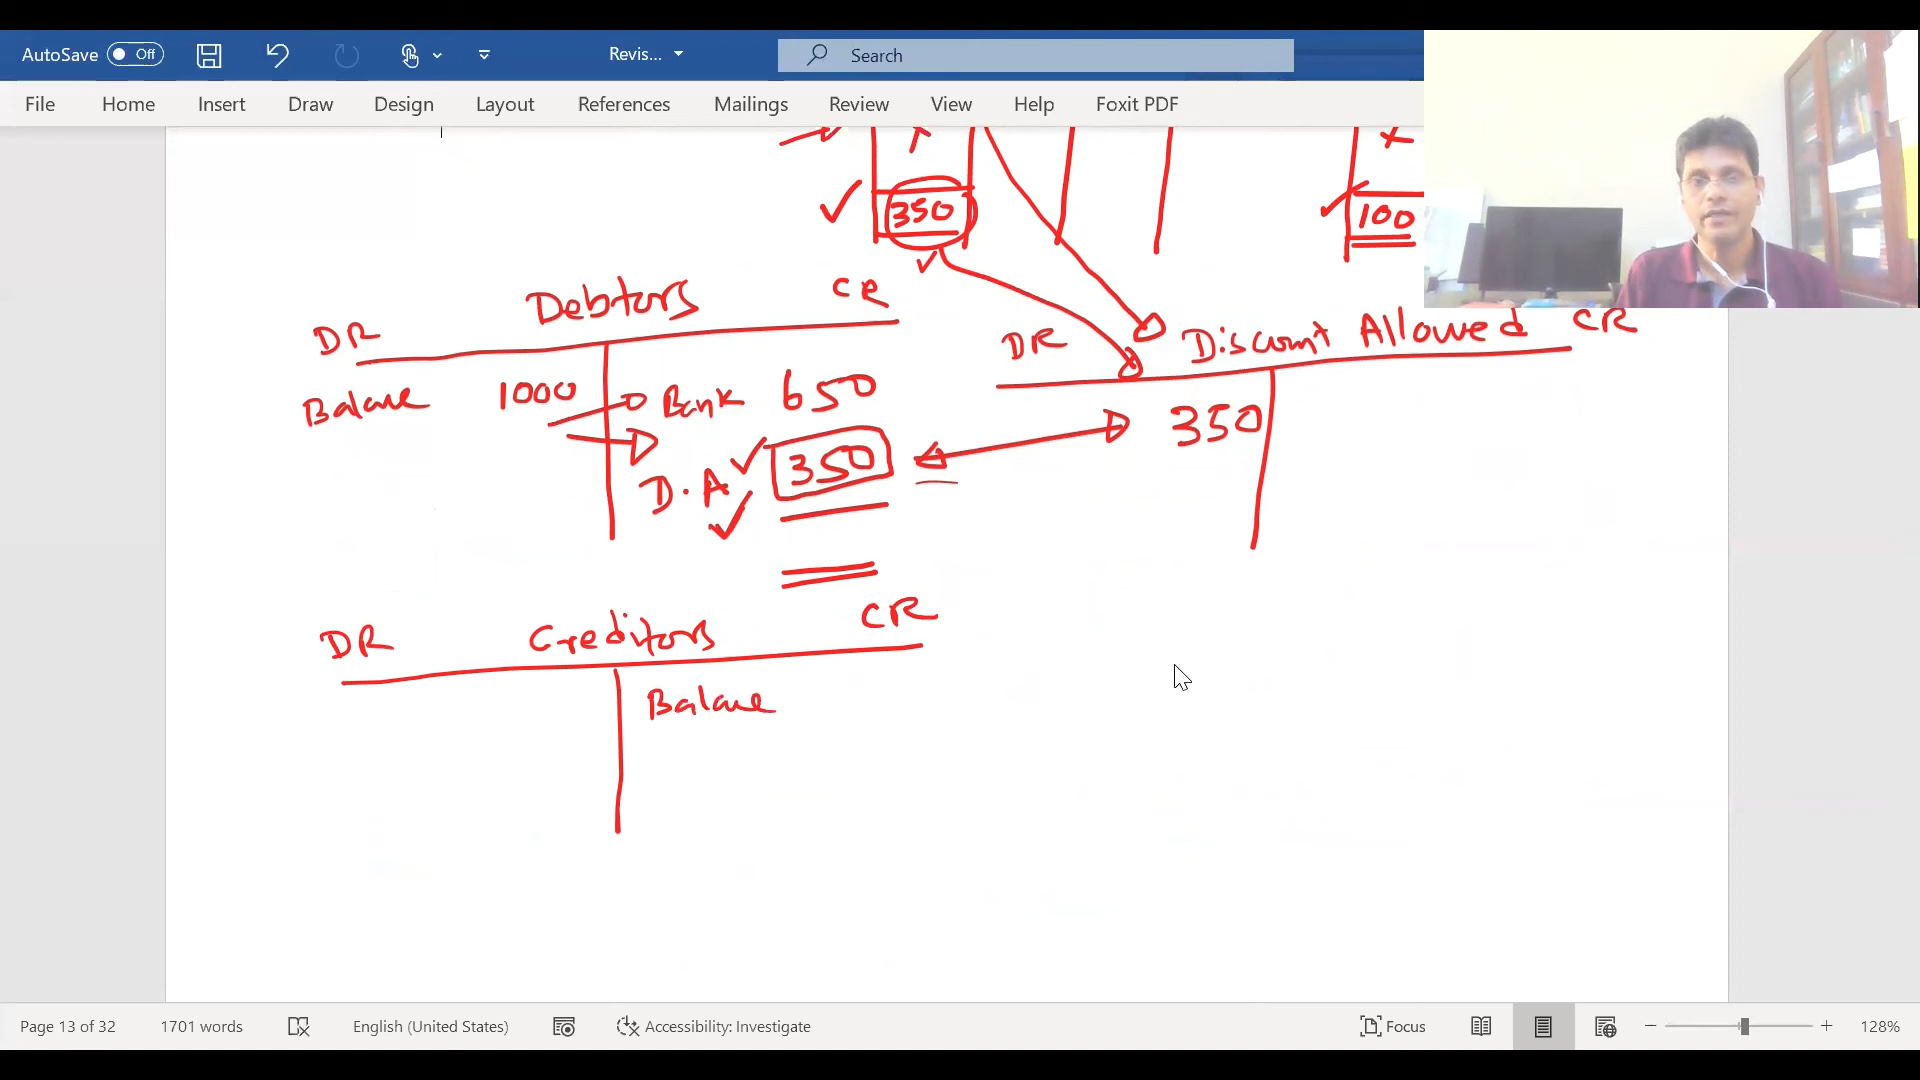 AutoSave Off Revis... Search
File Home Insert Draw Design Layout References Mailings Review View Help Foxit PDF
350
100
DR Debtors CR
DR Discount Allowed CR
Balance 1000 Bank 650
350
D.A 350
DR Creditors CR
Balance
Page 13 of 32 1701 words English (United States) Accessibility: Investigate Focus 128%